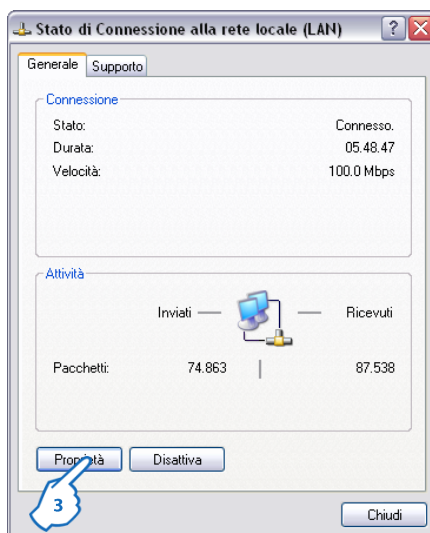 Stato di Connessione alla rete locale (LAN)
Generale Supporto
Connessione
Stato: Connesso.
Durata: 05.48.47
Velocità: 100.0 Mbps
Attività
Inviati Ricevuti
Pacchetti: 74.863 87.538
Proprietà Disattiva
3
Chiudi